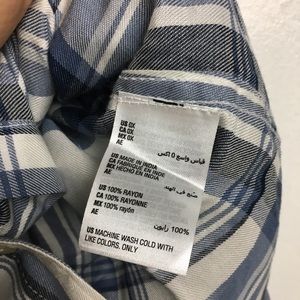 US 0X
CA 0X
MX 0X
AE
قياس واسع 0 اكس
US MADE IN INDIA
CA FABRIQUÉ EN INDE
MX HECHO EN INDIA
AE
صنع في الهند
US 100% RAYON
CA 100% RAYONNE
MX 100% rayón
AE
100% رايون
US MACHINE WASH COLD WITH
LIKE COLORS. ONLY